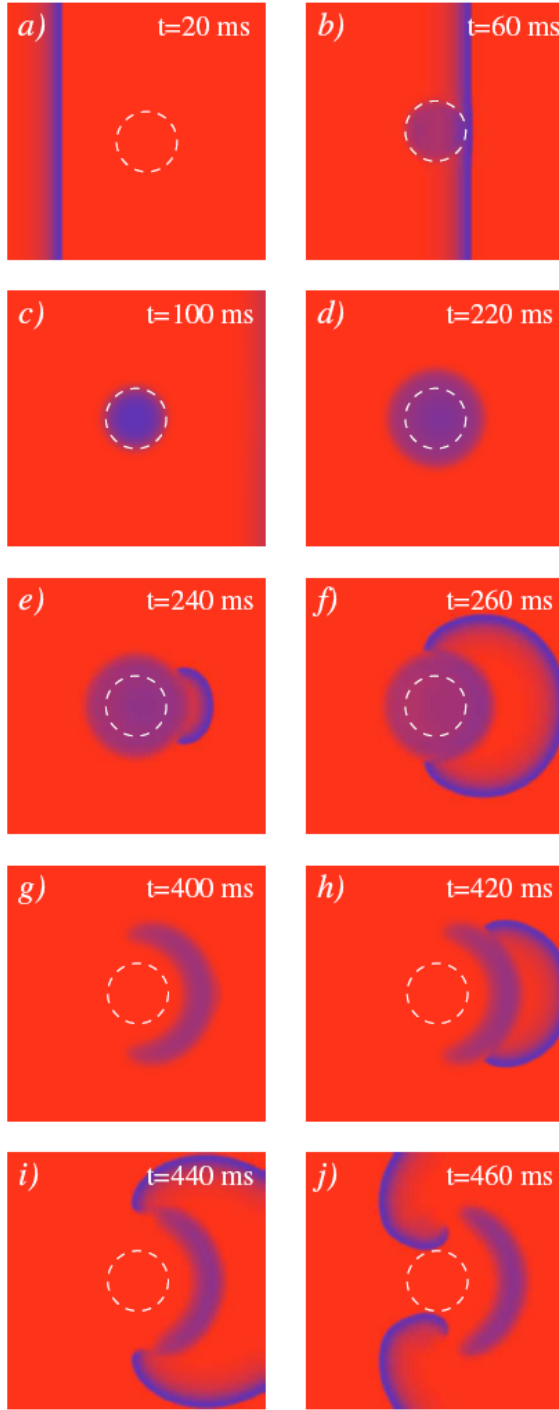 a) t=20 ms
b) t=60 ms
c) t=100 ms
d) t=220 ms
e) t=240 ms
f) t=260 ms
g) t=400 ms
h) t=420 ms
i) t=440 ms
j) t=460 ms